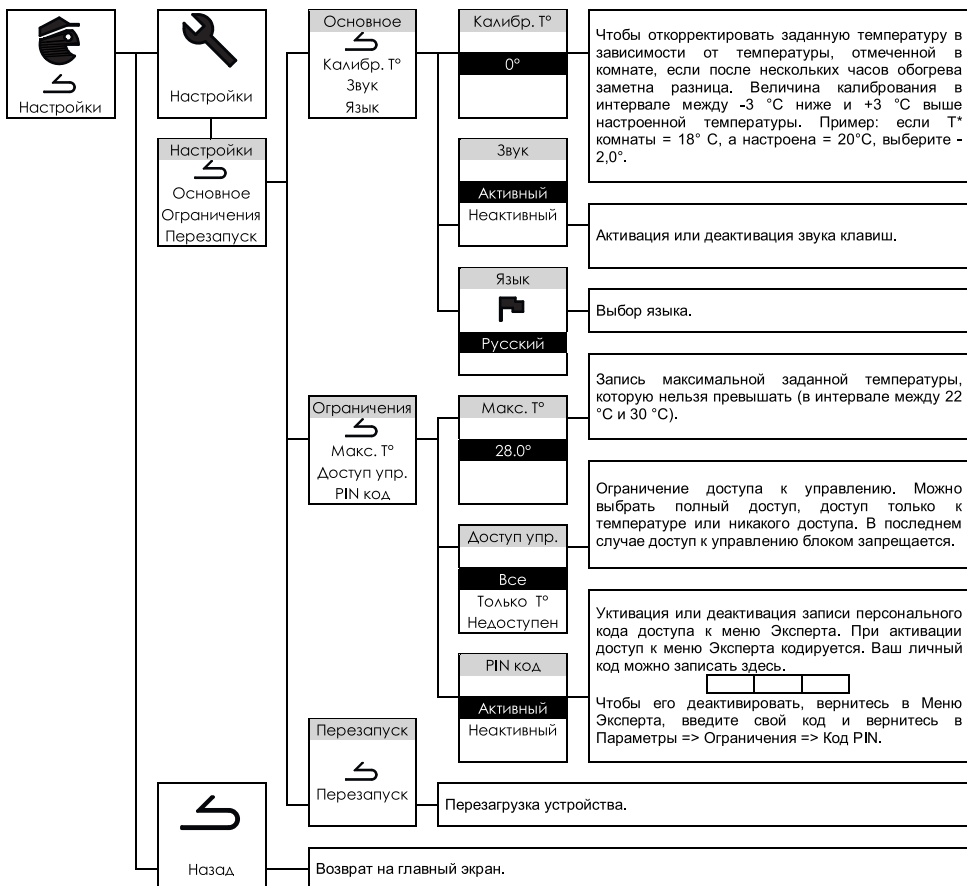 Настройки
Настройки
Настройки
Основное
Ограничения
Перезапуск
Основное
Калибр. Т°
Звук
Язык
Калибр. Т°
0°
Чтобы откорректировать заданную температуру в
зависимости от температуры, отмеченной в
комнате, если после нескольких часов обогрева
заметна разница. Величина калибрования в
интервале между -3 °C ниже и +3 °C выше
настроенной температуры. Пример: если Т*
комнаты = 18° С, а настроена = 20°С, выберите -
2,0°.
Звук
Активный
Неактивный
Активация или деактивация звука клавиш.
Язык
Русский
Выбор языка.
Ограничения
Макс. Т°
Доступ упр.
PIN код
Макс. Т°
28.0°
Запись максимальной заданной температуры,
которую нельзя превышать (в интервале между 22
°C и 30 °C).
Доступ упр.
Все
Только Т°
Недоступен
Ограничение доступа к управлению. Можно
выбрать полный доступ, доступ только к
температуре или никакого доступа. В последнем
случае доступ к управлению блоком запрещается.
PIN код
Активный
Неактивный
Уктивация или деактивация записи персонального
кода доступа к меню Эксперта. При активации
доступ к меню Эксперта кодируется. Ваш личный
код можно записать здесь.
Чтобы его деактивировать, вернитесь в Меню
Эксперта, введите свой код и вернитесь в
Параметры => Ограничения => Код PIN.
Перезапуск
Перезапуск
Перезагрузка устройства.
Назад
Возврат на главный экран.